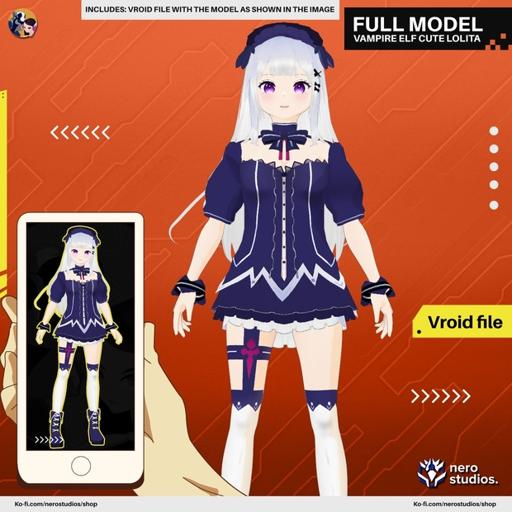 INCLUDES: VROID FILE WITH THE MODEL AS SHOWN IN THE IMAGE
FULL MODEL
VAMPIRE ELF CUTE LOLITA
Vroid file
nero
studios.
Ko-fi.com/nerostudios/shop
Ko-fi.com/nerostudios/shop